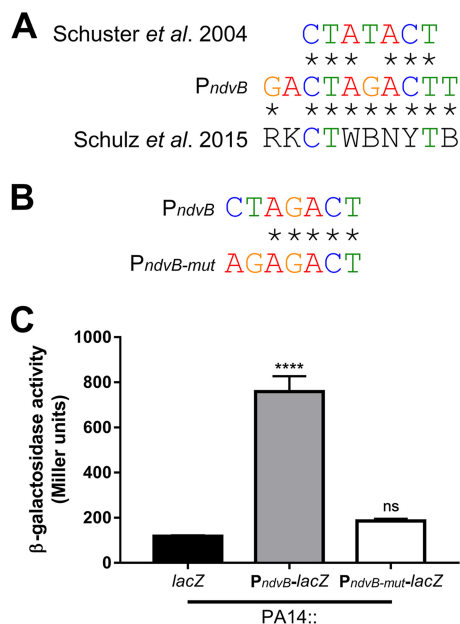 A
Schuster et al. 2004 CTATACT
*** ***
PndvB GACTAGACTT
* ********
Schulz et al. 2015 RKCTWBNYTB
B
PndvB CTAGACT
*****
PndvB-mut AGAGACT
C
β-galactosidase activity
(Miller units)
1000
800
600
400
200
0
****
ns
lacZ PndvB-lacZ PndvB-mut-lacZ
PA14::